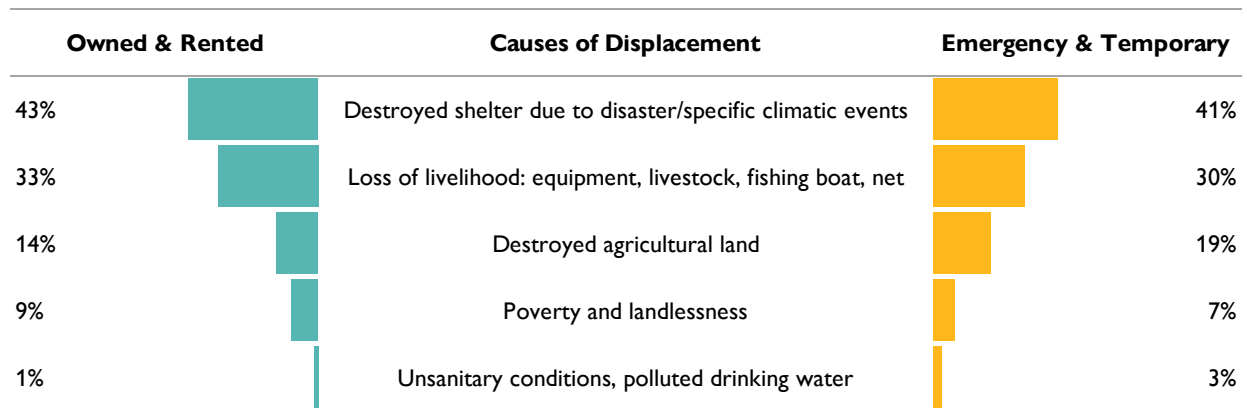 Owned & Rented Causes of Displacement Emergency & Temporary
43% Destroyed shelter due to disaster/specific climatic events 41%
33% Loss of livelihood: equipment, livestock, fishing boat, net 30%
14% Destroyed agricultural land 19%
9% Poverty and landlessness 7%
1% Unsanitary conditions, polluted drinking water 3%